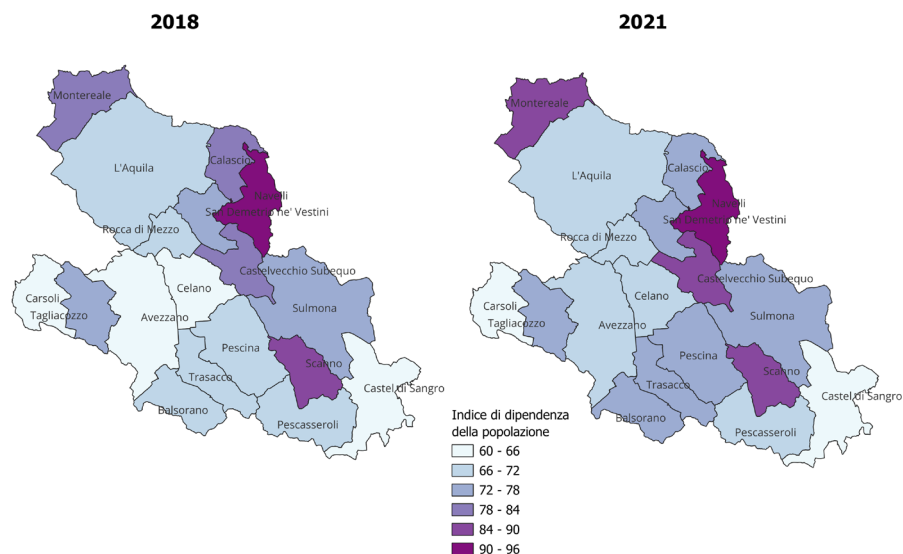 2018
2021
Montereale
L'Aquila
Calascio
Navelli
San Demetrio ne' Vestini
Rocca di Mezzo
Castelvecchio Subequo
Carsoli
Celano
Sulmona
Tagliacozzo
Avezzano
Pescina
Scanno
Trasacco
Castel di Sangro
Balsorano
Pescasseroli
Montereale
L'Aquila
Calascio
Navelli
San Demetrio ne' Vestini
Rocca di Mezzo
Castelvecchio Subequo
Carsoli
Celano
Sulmona
Tagliacozzo
Avezzano
Pescina
Scanno
Trasacco
Castel di Sangro
Balsorano
Pescasseroli
Indice di dipendenza
della popolazione
60 - 66
66 - 72
72 - 78
78 - 84
84 - 90
90 - 96